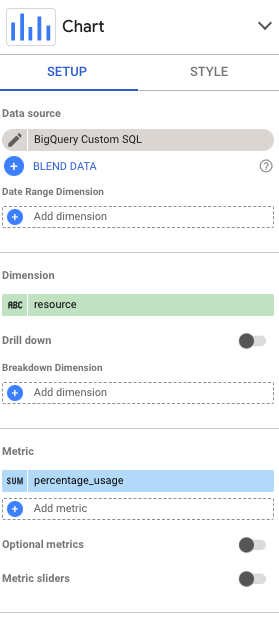 Chart
SETUP
STYLE
Data source
BigQuery Custom SQL
BLEND DATA
Date Range Dimension
Add dimension
Dimension
ABC resource
Drill down
Breakdown Dimension
Add dimension
Metric
SUM percentage_usage
Add metric
Optional metrics
Metric sliders